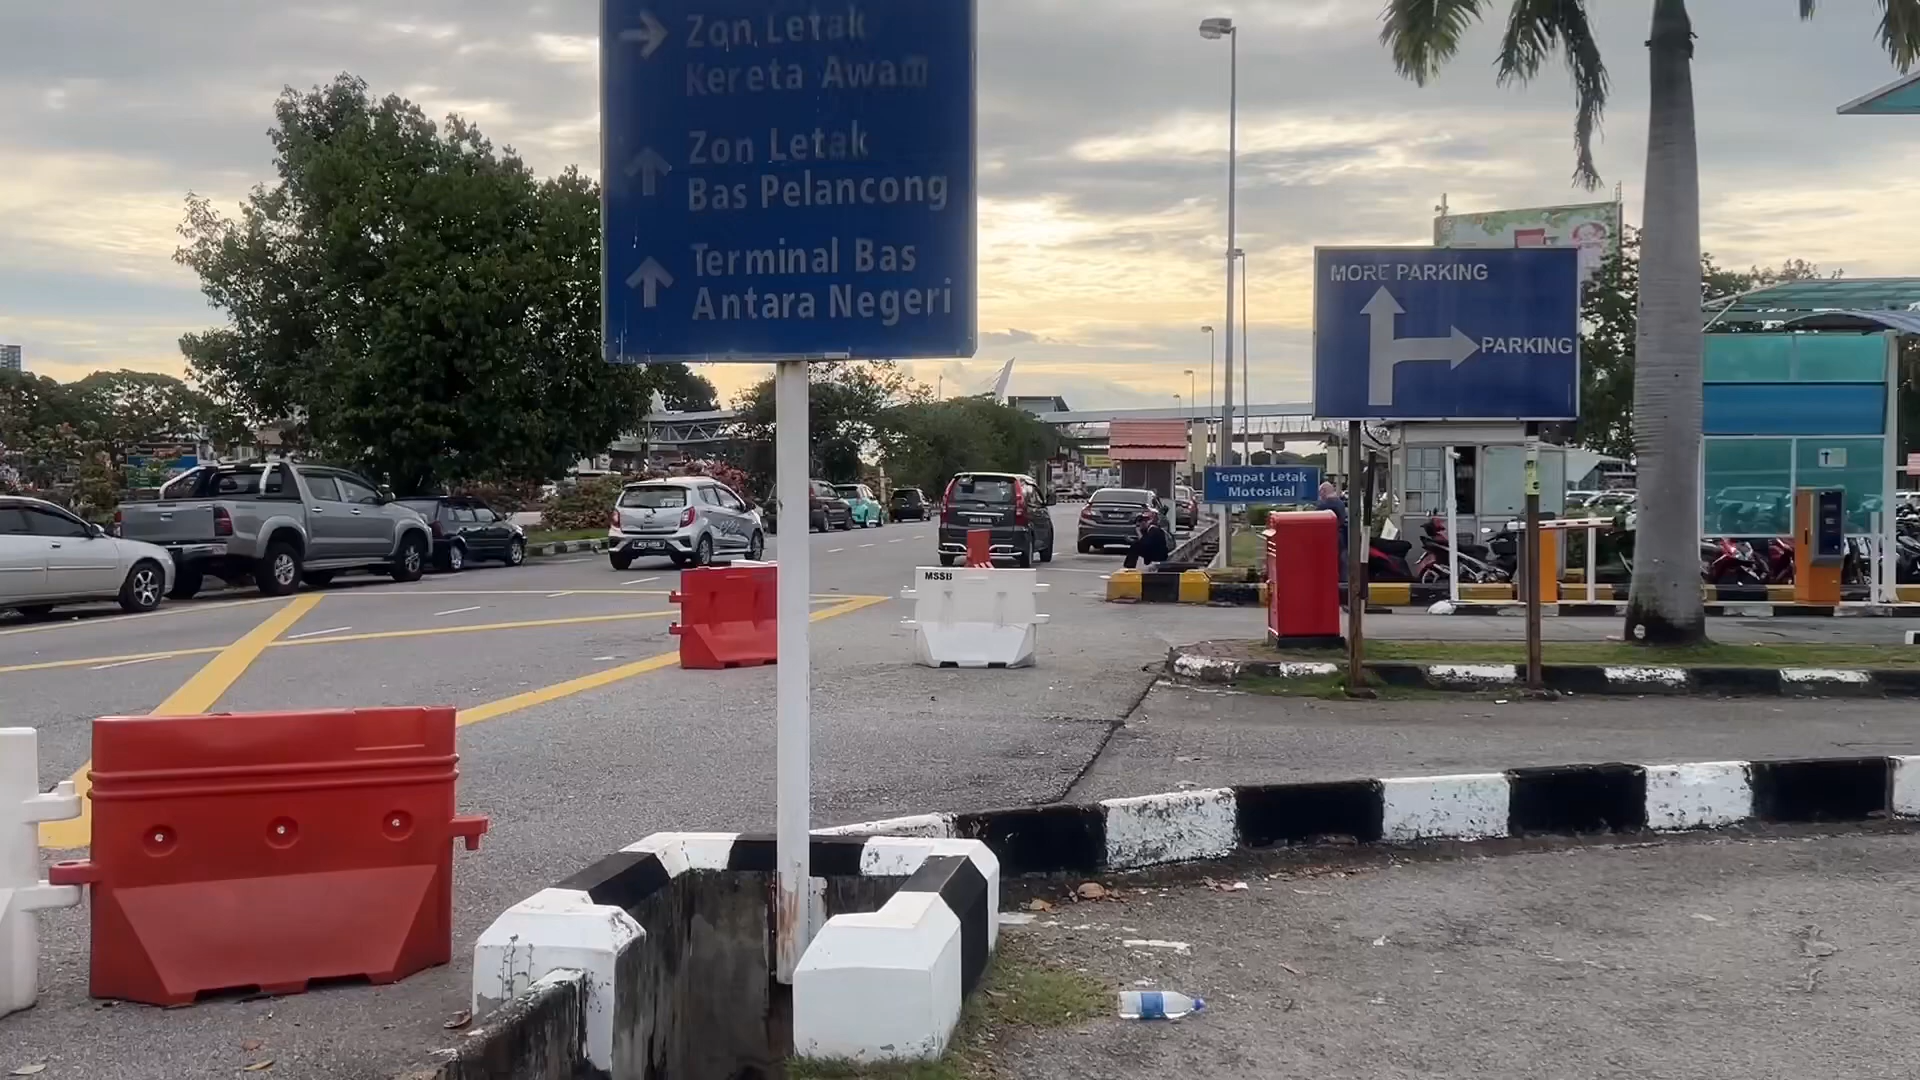 Zon Letak
Kereta Awam
Zon Letak
Bas Pelancong
Terminal Bas
Antara Negeri
MORE PARKING
PARKING
Tempat Letak
Motosikal
MSSB